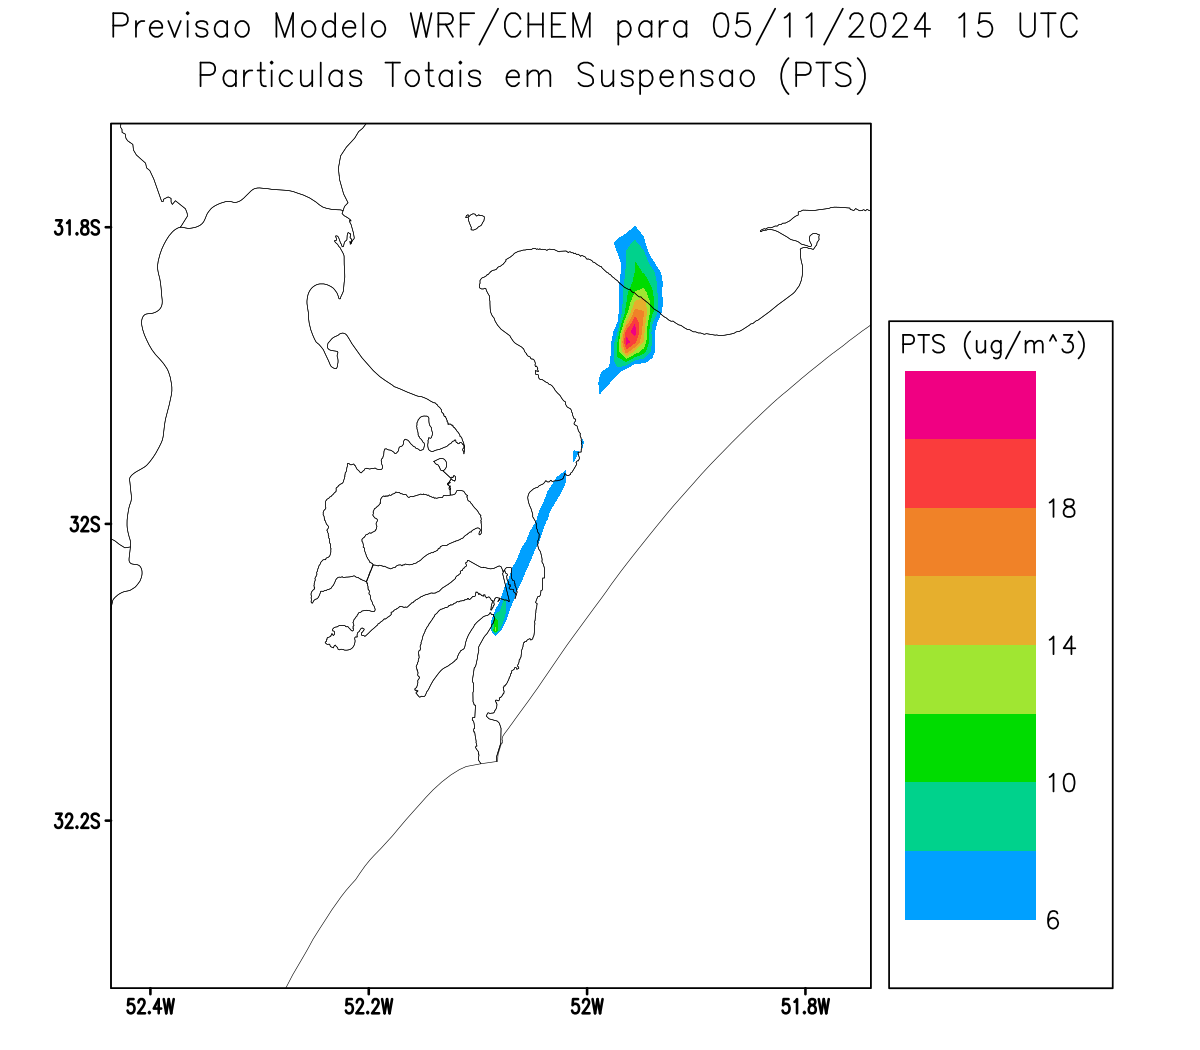 Previsao Modelo WRF/CHEM para 05/11/2024 15 UTC
Particulas Totais em Suspensao (PTS)
31.8S
32S
32.2S
52.4W
52.2W
52W
51.8W
PTS (ug/m^3)
18
14
10
6